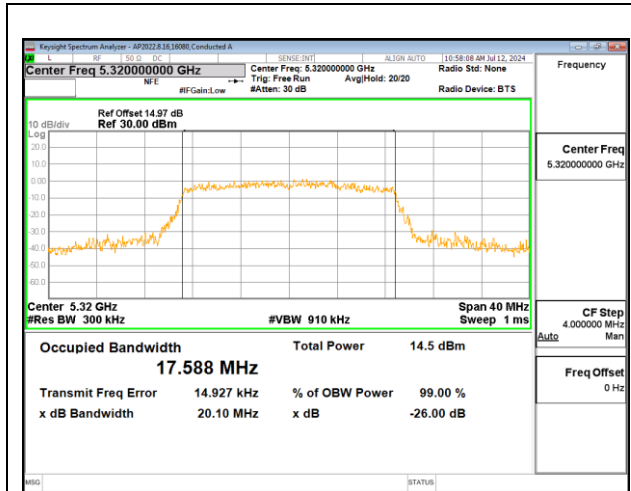 Keysight Spectrum Analyzer - AP2022.8.16,16080,Conducted A
L RF 50 Ω DC SENSE:INT ALIGN AUTO 10:58:08 AM Jul 12, 2024
Center Freq 5.320000000 GHz
NFE
#IFGain:Low
Center Freq: 5.320000000 GHz
Trig: Free Run Avg|Hold: 20/20
#Atten: 30 dB
Radio Std: None
Radio Device: BTS
Frequency
Ref Offset 14.97 dB
10 dB/div Ref 30.00 dBm
Log
20.0
10.0
0.00
-10.0
-20.0
-30.0
-40.0
-50.0
-60.0
Center 5.32 GHz Span 40 MHz
#Res BW 300 kHz #VBW 910 kHz Sweep 1 ms
Occupied Bandwidth Total Power 14.5 dBm
17.588 MHz
Transmit Freq Error 14.927 kHz % of OBW Power 99.00 %
x dB Bandwidth 20.10 MHz x dB -26.00 dB
Center Freq
5.320000000 GHz
CF Step
4.000000 MHz
Auto Man
Freq Offset
0 Hz
MSG STATUS